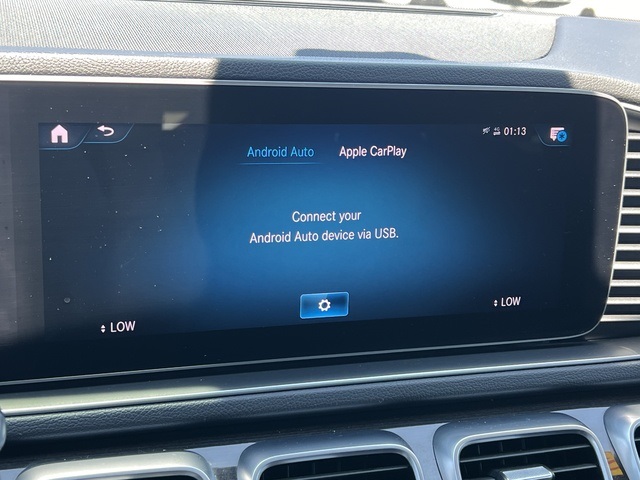 01:13
Android Auto Apple CarPlay
Connect your
Android Auto device via USB.
LOW
LOW